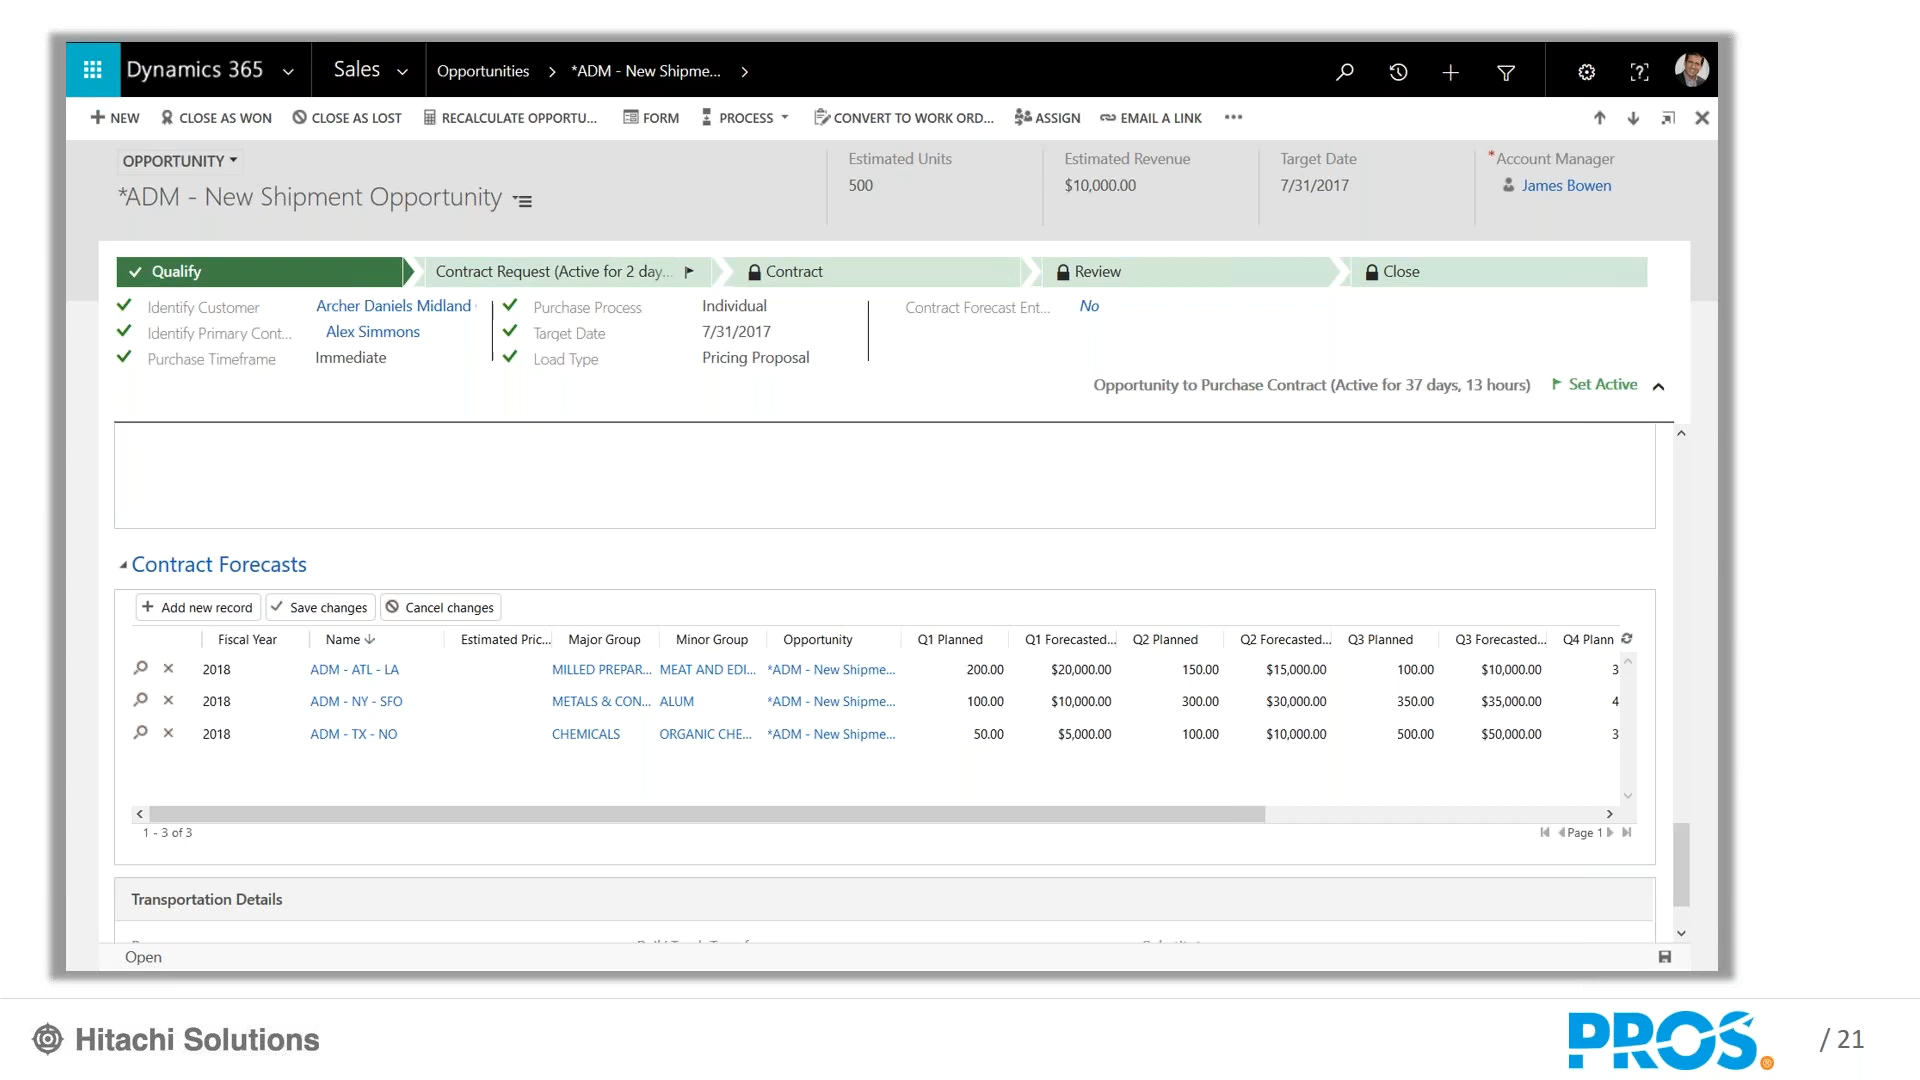 Dynamics 365 Sales Opportunities > *ADM - New Shipme... >
NEW CLOSE AS WON CLOSE AS LOST RECALCULATE OPPORTU... FORM PROCESS CONVERT TO WORK ORD... ASSIGN EMAIL A LINK ...
OPPORTUNITY
*ADM - New Shipment Opportunity
Estimated Units
500
Estimated Revenue
$10,000.00
Target Date
7/31/2017
*Account Manager
James Bowen
Qualify Contract Request (Active for 2 day... Contract Review Close
Identify Customer Archer Daniels Midland Purchase Process Individual Contract Forecast Ent... No
Identify Primary Cont... Alex Simmons Target Date 7/31/2017
Purchase Timeframe Immediate Load Type Pricing Proposal
Opportunity to Purchase Contract (Active for 37 days, 13 hours) Set Active
Contract Forecasts
Add new record Save changes Cancel changes
Fiscal Year Name Estimated Pric... Major Group Minor Group Opportunity Q1 Planned Q1 Forecasted... Q2 Planned Q2 Forecasted... Q3 Planned Q3 Forecasted... Q4 Plann
2018 ADM - ATL - LA MILLED PREPAR... MEAT AND EDI... *ADM - New Shipme... 200.00 $20,000.00 150.00 $15,000.00 100.00 $10,000.00 3
2018 ADM - NY - SFO METALS & CON... ALUM *ADM - New Shipme... 100.00 $10,000.00 300.00 $30,000.00 350.00 $35,000.00 4
2018 ADM - TX - NO CHEMICALS ORGANIC CHE... *ADM - New Shipme... 50.00 $5,000.00 100.00 $10,000.00 500.00 $50,000.00 3
1 - 3 of 3 Page 1
Transportation Details
Open
Hitachi Solutions PROS / 21